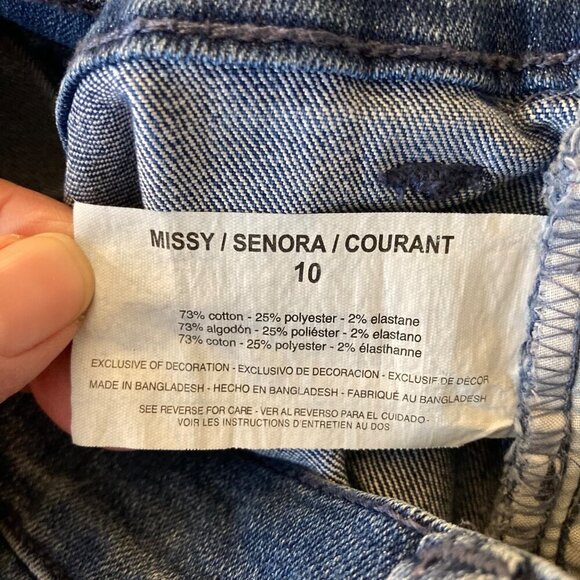 MISSY / SENORA / COURANT
10
73% cotton - 25% polyester - 2% elastane
73% algodón - 25% poliéster - 2% elastano
73% coton - 25% polyester - 2% élasthanne
EXCLUSIVE OF DECORATION - EXCLUSIVO DE DECORACION - EXCLUSIF DE DECOR
MADE IN BANGLADESH - HECHO EN BANGLADESH - FABRIQUÉ AU BANGLADESH
SEE REVERSE FOR CARE - VER AL REVERSO PARA EL CUIDADO -
VOIR LES INSTRUCTIONS D'ENTRETIEN AU DOS